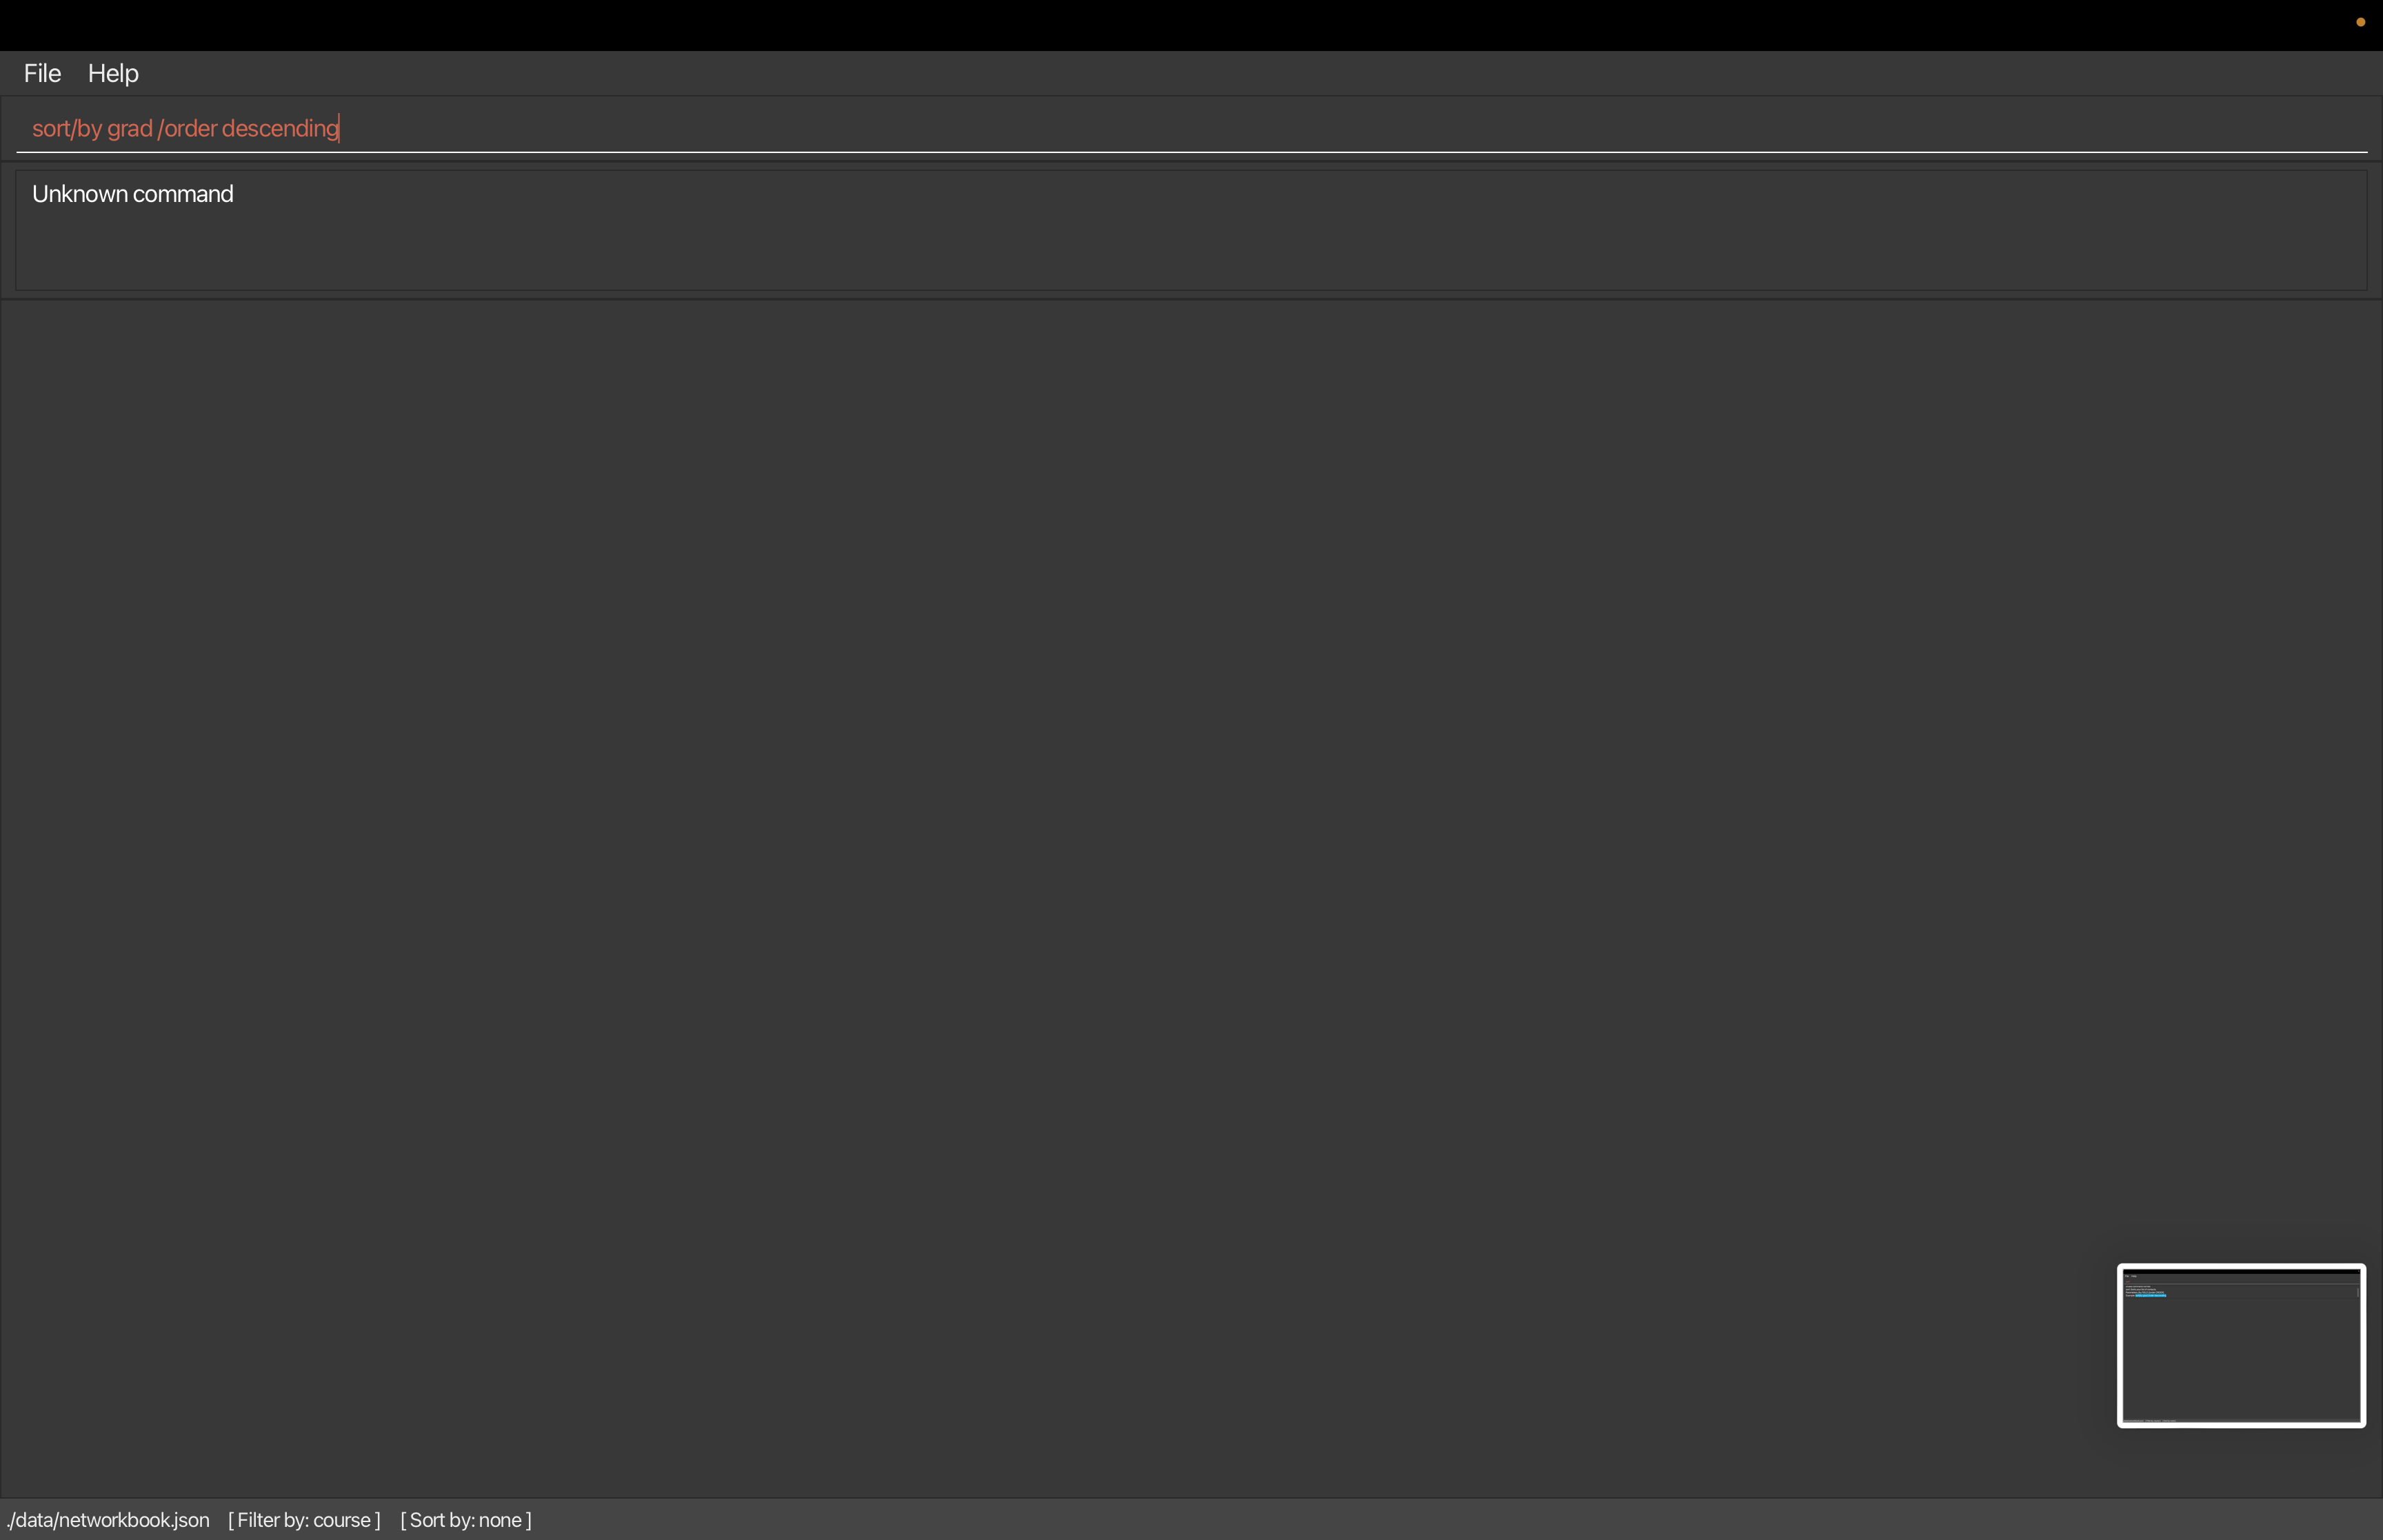 File Help
sort/by grad /order descending
Unknown command
./data/networkbook.json [ Filter by: course ] [ Sort by: none ]